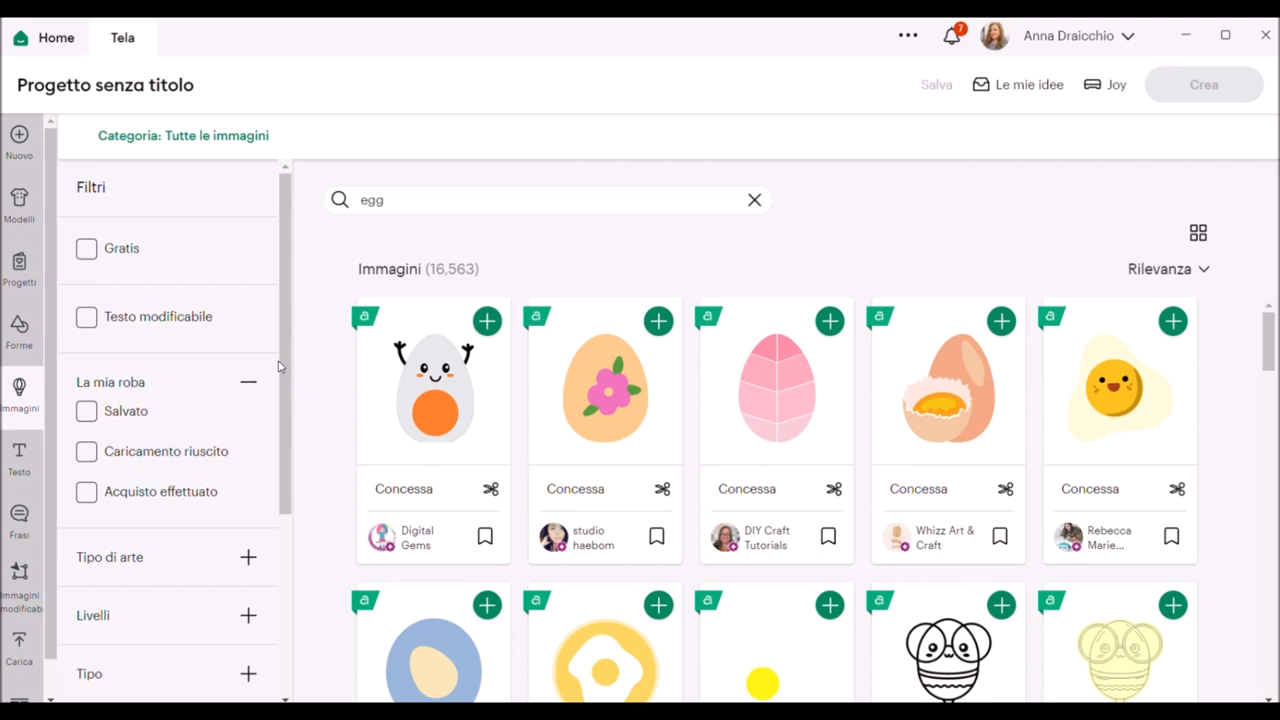 Home
Tela
7
Anna Draicchio
Progetto senza titolo
Salva
Le mie idee
Joy
Crea
Categoria: Tutte le immagini
Nuovo
Modelli
Progetti
Forme
Immagini
Testo
Frasi
Immagini
modificab
Carica
Filtri
Gratis
Testo modificabile
La mia roba
Salvato
Caricamento riuscito
Acquisto effettuato
Tipo di arte
Livelli
Tipo
egg
Immagini (16,563)
Rilevanza
a
a
a
a
a
Concessa
Concessa
Concessa
Concessa
Concessa
Digital
Gems
studio
haebom
DIY Craft
Tutorials
Whizz Art &
Craft
Rebecca
Marie...
a
a
a
a
a